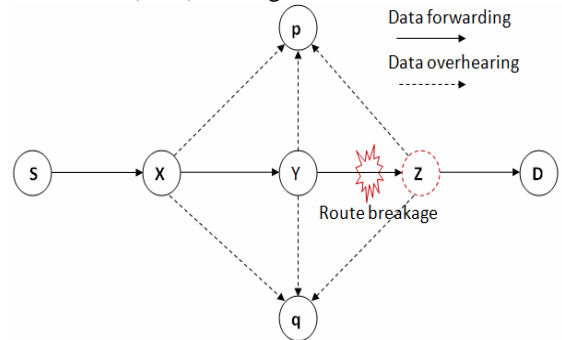 p
Data forwarding
Data overhearing
S
X
Y
Z
D
Route breakage
q